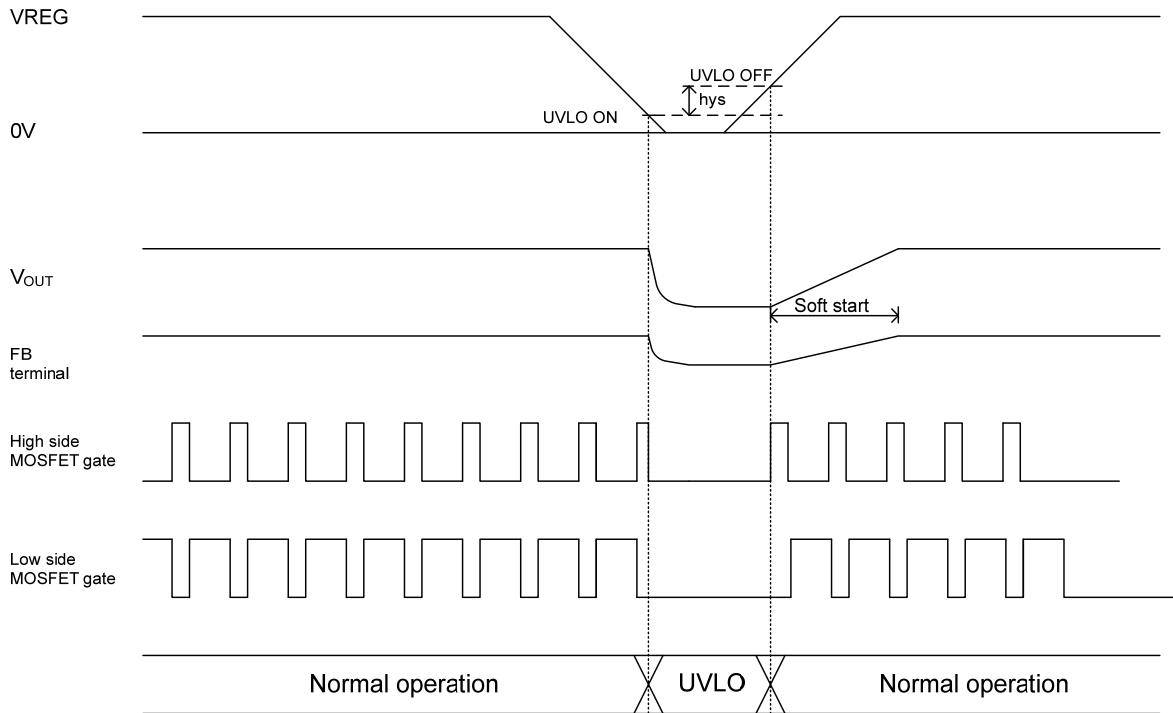 VREG
UVLO OFF
hys
UVLO ON
0V
VOUT
Soft start
FB
terminal
High side
MOSFET gate
Low side
MOSFET gate
Normal operation
UVLO
Normal operation